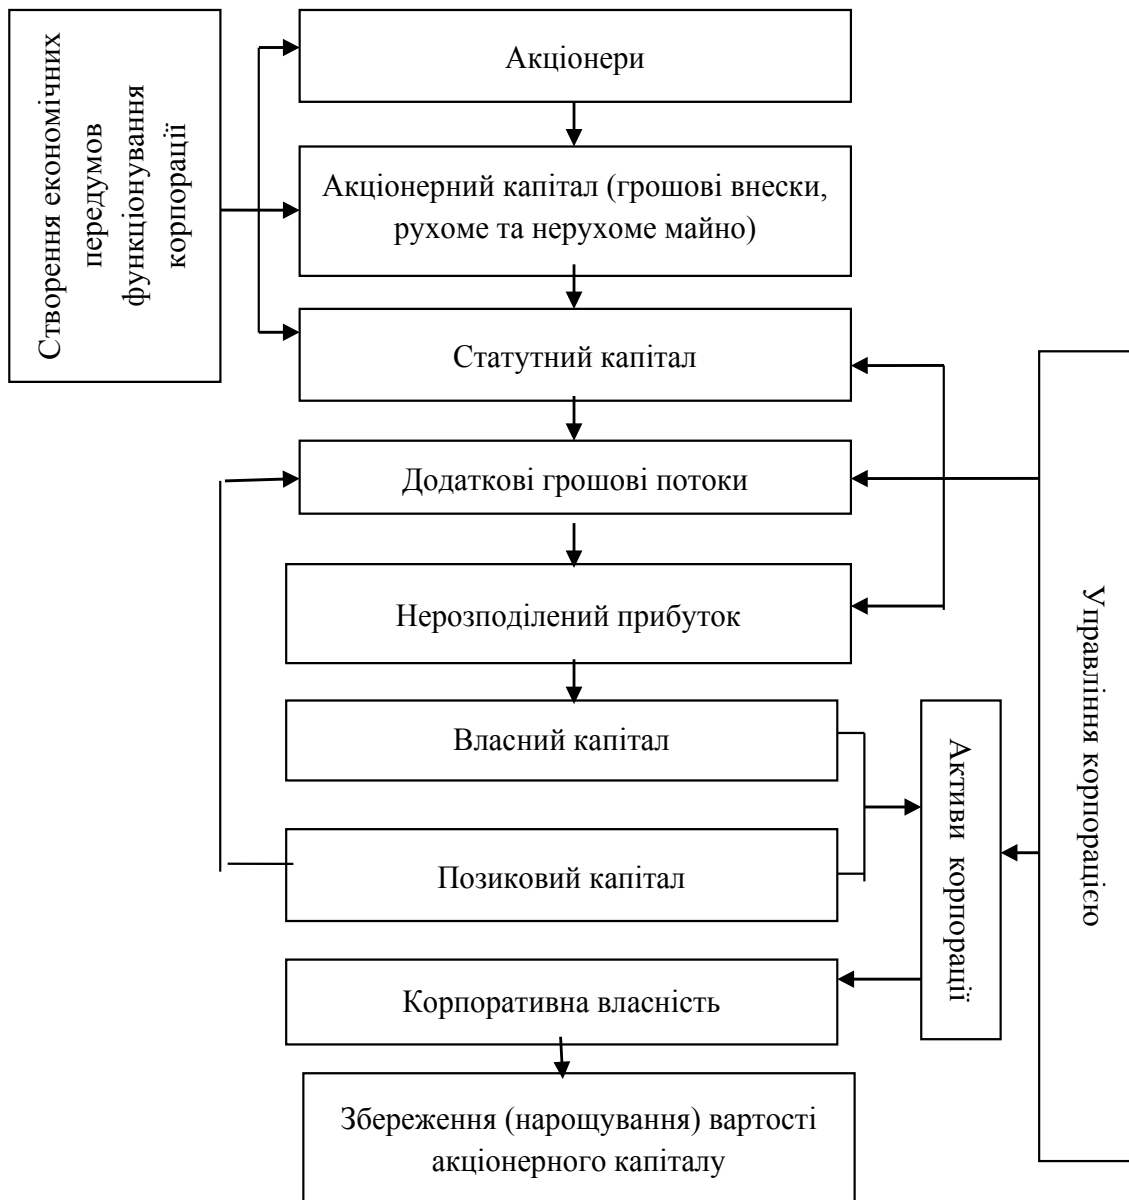 Створення економічних
передумов
функціонування
корпорації
Акціонери
Акціонерний капітал (грошові внески,
рухоме та нерухоме майно)
Статутний капітал
Додаткові грошові потоки
Нерозподілений прибуток
Власний капітал
Позиковий капітал
Корпоративна власність
Збереження (нарощування) вартості
акціонерного капіталу
Активи корпорації
Управління корпорацією